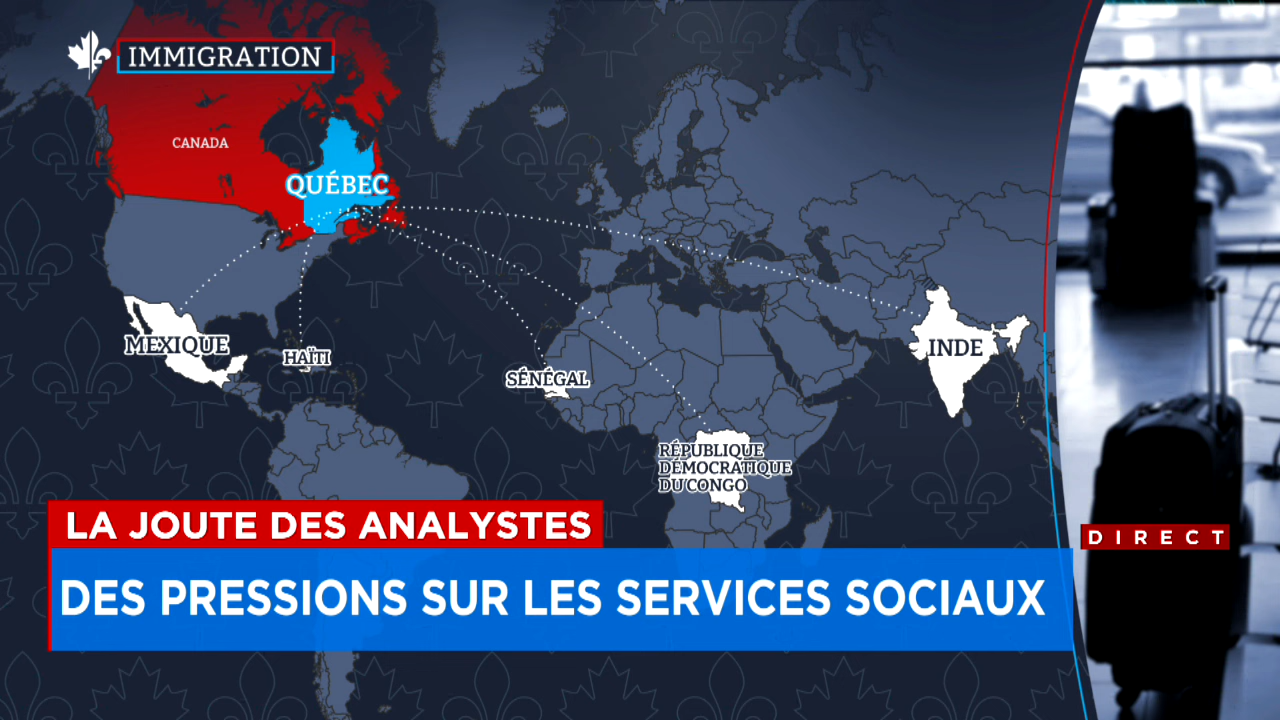 IMMIGRATION
CANADA
QUÉBEC
MEXIQUE
HAÏTI
SÉNÉGAL
INDE
RÉPUBLIQUE
DÉMOCRATIQUE
DU CONGO
LA JOUTE DES ANALYSTES
DIRECT
DES PRESSIONS SUR LES SERVICES SOCIAUX